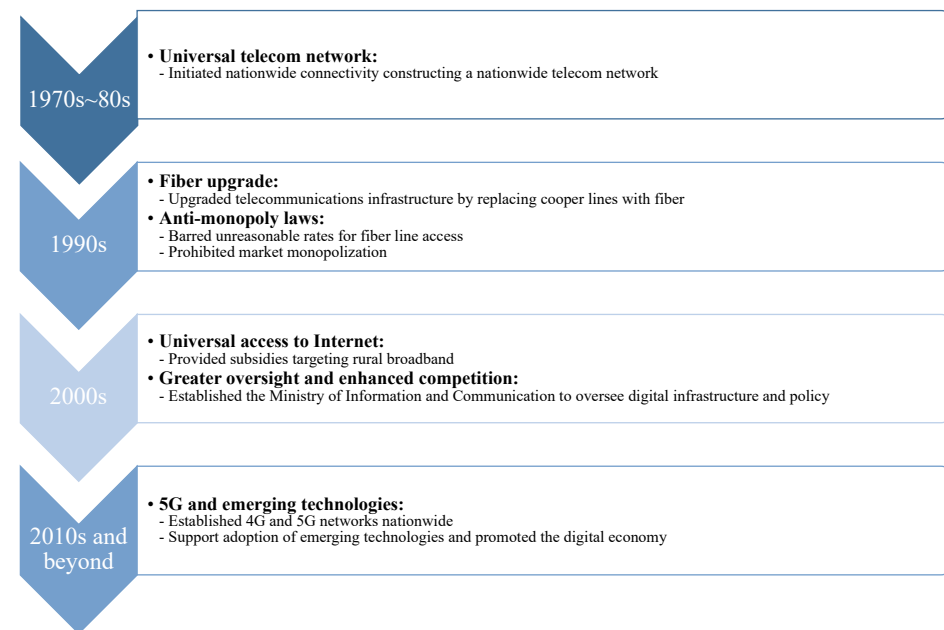 1970s~80s
• Universal telecom network:
- Initiated nationwide connectivity constructing a nationwide telecom network
1990s
• Fiber upgrade:
- Upgraded telecommunications infrastructure by replacing cooper lines with fiber
• Anti-monopoly laws:
- Barred unreasonable rates for fiber line access
- Prohibited market monopolization
2000s
• Universal access to Internet:
- Provided subsidies targeting rural broadband
• Greater oversight and enhanced competition:
- Established the Ministry of Information and Communication to oversee digital infrastructure and policy
2010s and
beyond
• 5G and emerging technologies:
- Established 4G and 5G networks nationwide
- Support adoption of emerging technologies and promoted the digital economy